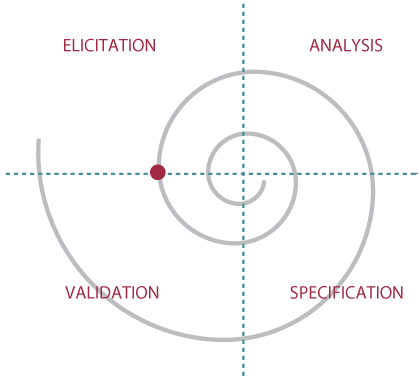 ELICITATION
ANALYSIS
VALIDATION
SPECIFICATION